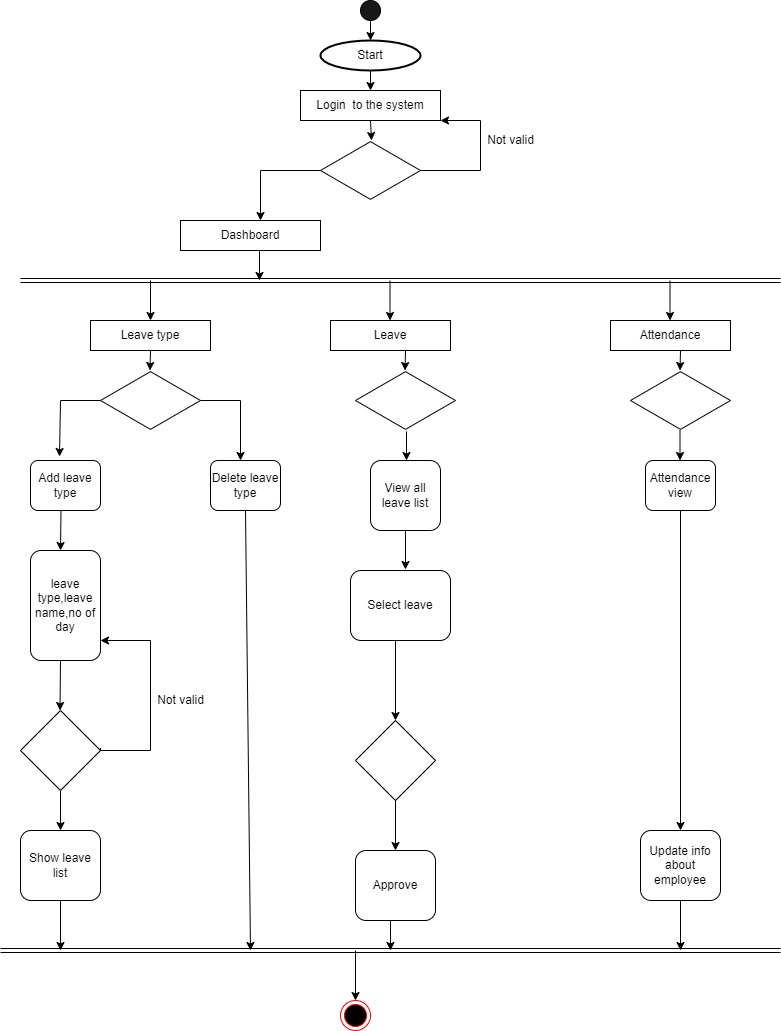 Start
Login  to the system
Not valid
Dashboard
Leave type
Leave
Attendance
Add leave
type
Delete leave
type
View all
leave list
Attendance
view
leave
type,leave
name,no of
day
Select leave
Not valid
Show leave
list
Approve
Update info
about
employee